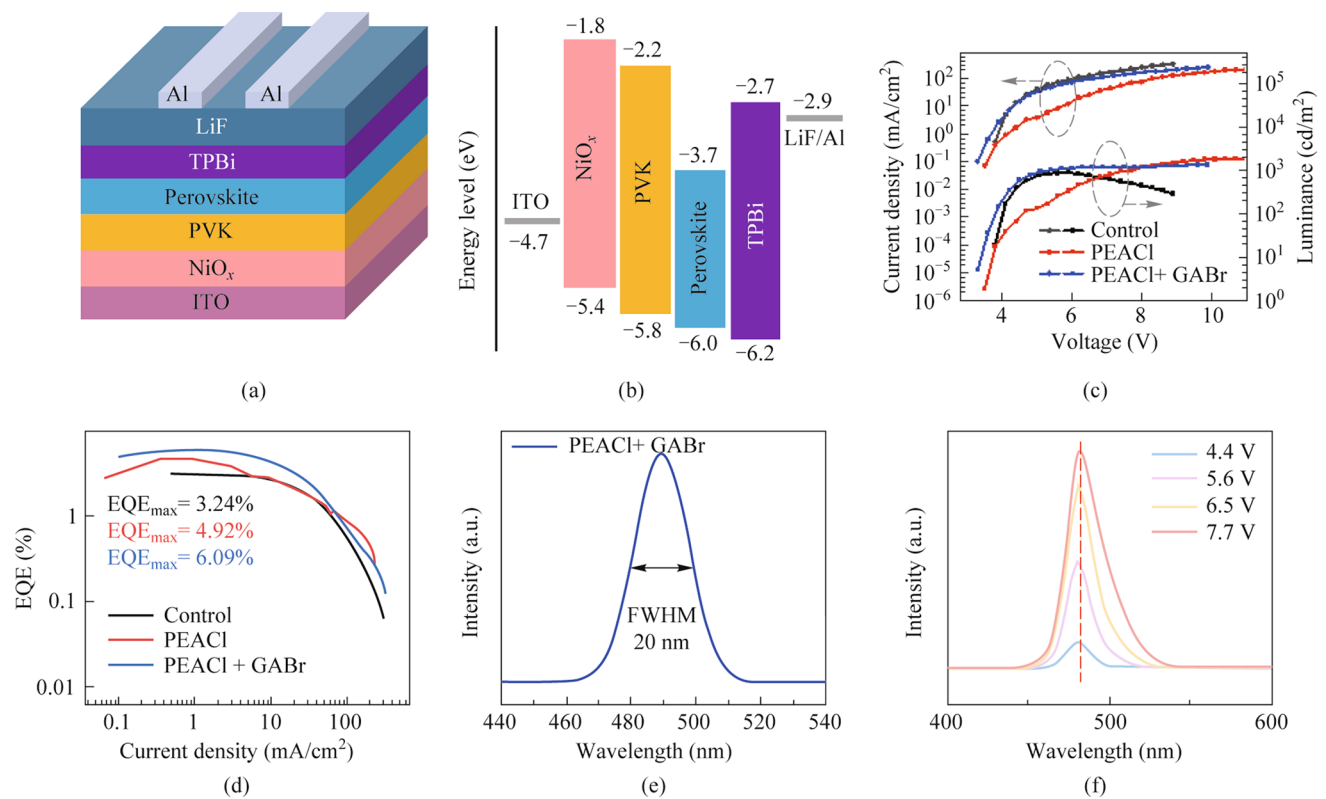 Al
Al
LiF
TPBi
Perovskite
PVK
NiOₓ
ITO
(a)
Energy level (eV)
ITO
−4.7
−1.8
NiOₓ
−5.4
−2.2
PVK
−5.8
−3.7
Perovskite
−6.0
−2.7
TPBi
−6.2
−2.9
LiF/Al
(b)
Current density (mA/cm²)
10²
10¹
10⁰
10⁻¹
10⁻²
10⁻³
10⁻⁴
10⁻⁵
10⁻⁶
Control
PEACl
PEACl+ GABr
4
6
8
10
Voltage (V)
10⁵
10⁴
10³
10²
10¹
10⁰
Luminance (cd/m²)
(c)
EQE (%)
1
0.1
0.01
EQEmax= 3.24%
EQEmax= 4.92%
EQEmax= 6.09%
Control
PEACl
PEACl + GABr
0.1
1
10
100
Current density (mA/cm²)
(d)
Intensity (a.u.)
PEACl+ GABr
FWHM
20 nm
440
460
480
500
520
540
Wavelength (nm)
(e)
Intensity (a.u.)
4.4 V
5.6 V
6.5 V
7.7 V
400
500
600
Wavelength (nm)
(f)